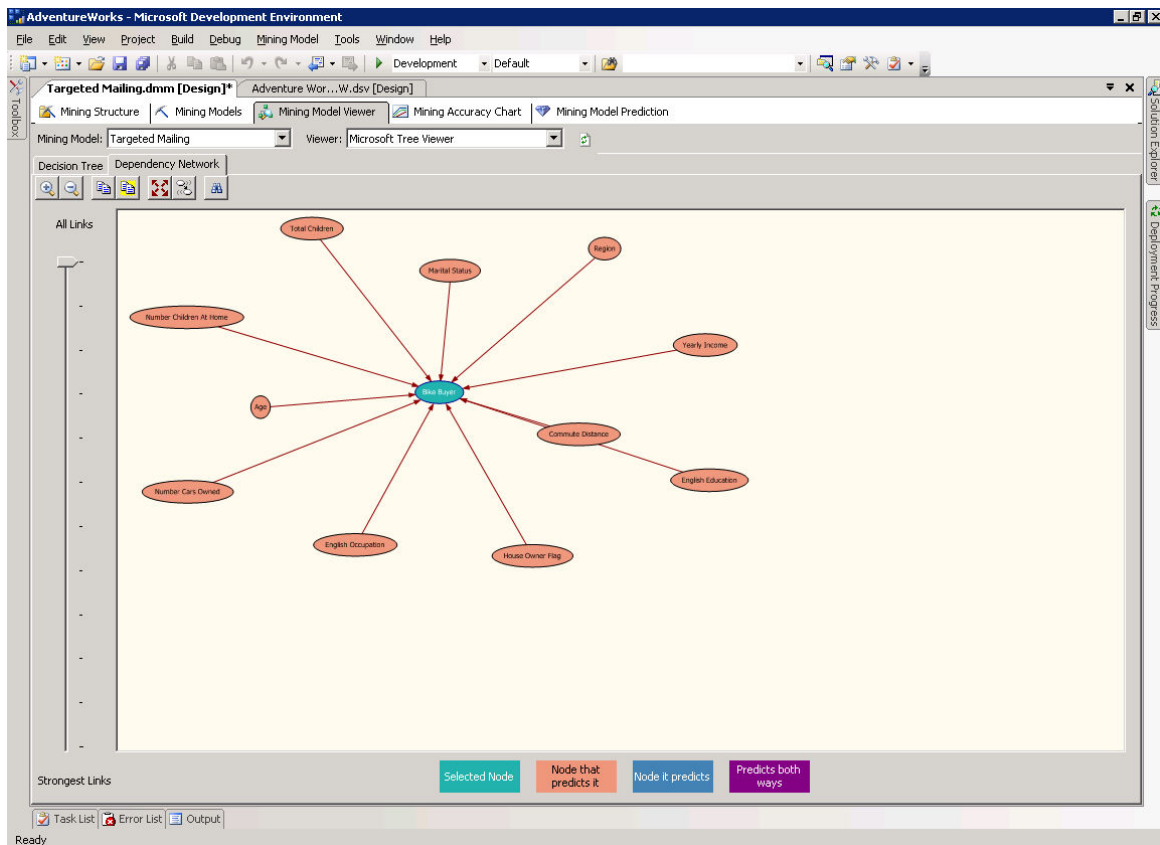 AdventureWorks - Microsoft Development Environment
File Edit View Project Build Debug Mining Model Tools Window Help
Development Default
Toolbox
Targeted Mailing.dmm [Design]* Adventure Wor...W.dsv [Design]
Mining Structure Mining Models Mining Model Viewer Mining Accuracy Chart Mining Model Prediction
Mining Model: Targeted Mailing Viewer: Microsoft Tree Viewer
Decision Tree Dependency Network
Solution Explorer
Deployment Progress
All Links
Total Children
Region
Marital Status
Number Children At Home
Yearly Income
Bike Buyer
Age
Commute Distance
English Education
Number Cars Owned
English Occupation
House Owner Flag
Strongest Links
Selected Node
Node that
predicts it
Node it predicts
Predicts both
ways
Task List Error List Output
Ready